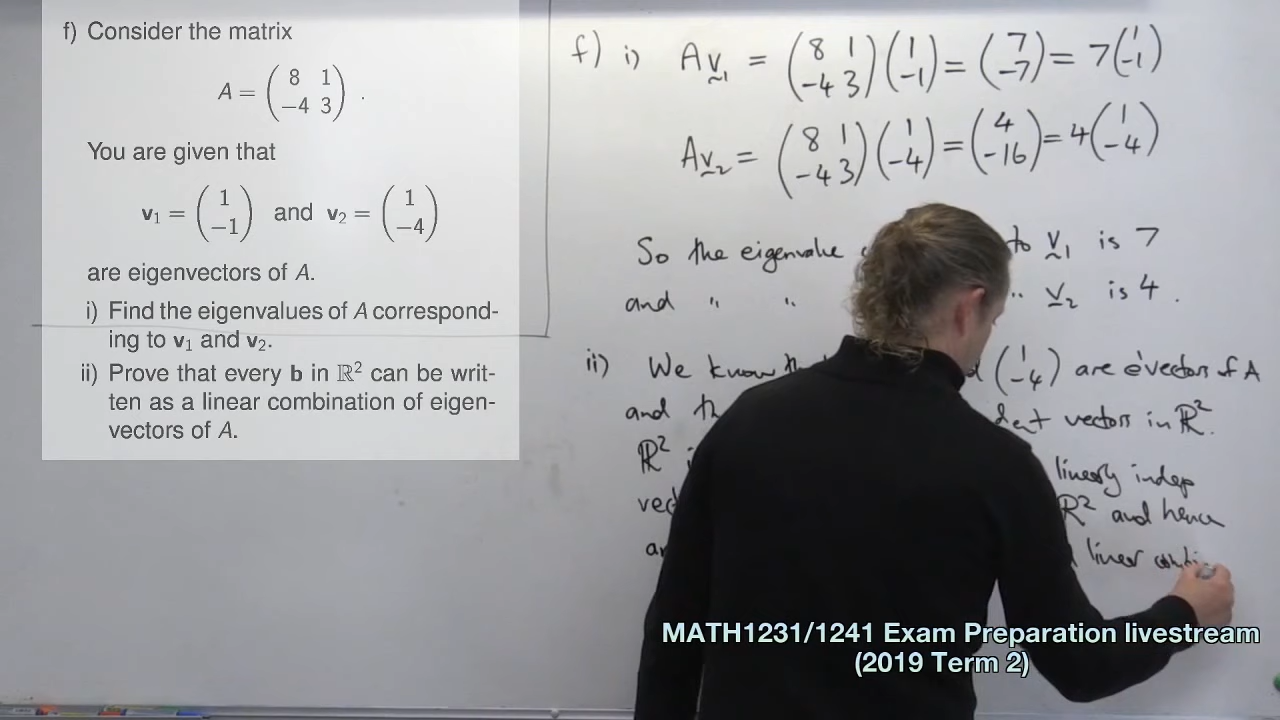 f) Consider the matrix
A = ( 8 1
−4 3 ) .
You are given that
v₁ = ( 1
−1 ) and v₂ = ( 1
−4 )
are eigenvectors of A.
i) Find the eigenvalues of A correspond-
ing to v₁ and v₂.
ii) Prove that every b in ℝ² can be writ-
ten as a linear combination of eigen-
vectors of A.
f) i) Av₁ = ( 8 1 ; -4 3 ) ( 1 ; -1 ) = ( 7 ; -7 ) = 7 ( 1 ; -1 )
Av₂ = ( 8 1 ; -4 3 ) ( 1 ; -4 ) = ( 4 ; -16 ) = 4 ( 1 ; -4 )
So the eigenvalue to v₁ is 7
and " " " v₂ is 4 .
ii) We know ( 1 ; -4 ) are e'vectors of A
and vectors in ℝ².
ℝ² linearly indep
ℝ² and hence
linear
MATH1231/1241 Exam Preparation livestream
(2019 Term 2)